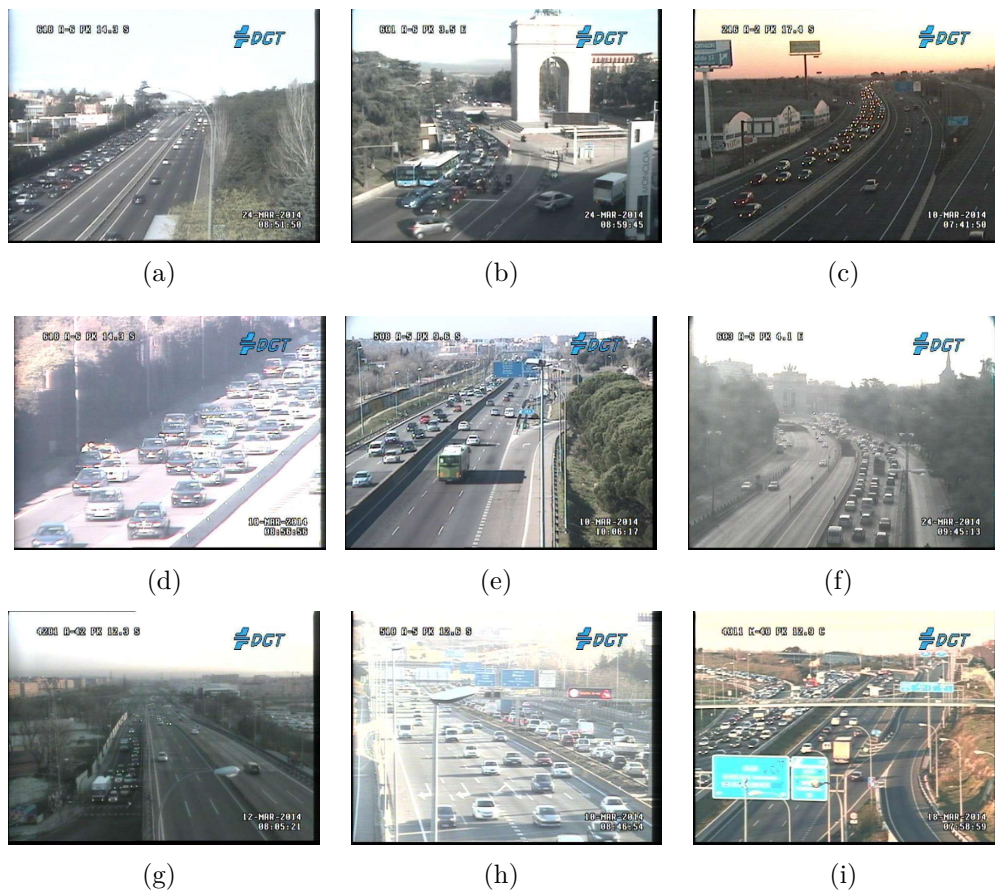 618 A-6 PK 14.3 S
DGT
24-MAR-2014
08:51:50
(a)
601 A-6 PK 3.5 E
DGT
24-MAR-2014
08:59:45
(b)
216 A-2 PK 17.4 S
DGT
10-MAR-2014
07:41:50
(c)
618 A-6 PK 14.3 S
DGT
10-MAR-2014
08:56:56
(d)
508 A-5 PK 9.6 S
DGT
10-MAR-2014
10:06:17
(e)
603 A-6 PK 4.1 E
DGT
24-MAR-2014
09:45:13
(f)
4201 A-42 PK 12.3 S
DGT
12-MAR-2014
08:05:21
(g)
510 A-5 PK 12.6 S
DGT
10-MAR-2014
08:46:54
(h)
4011 M-40 PK 12.9 C
DGT
18-MAR-2014
07:58:59
(i)